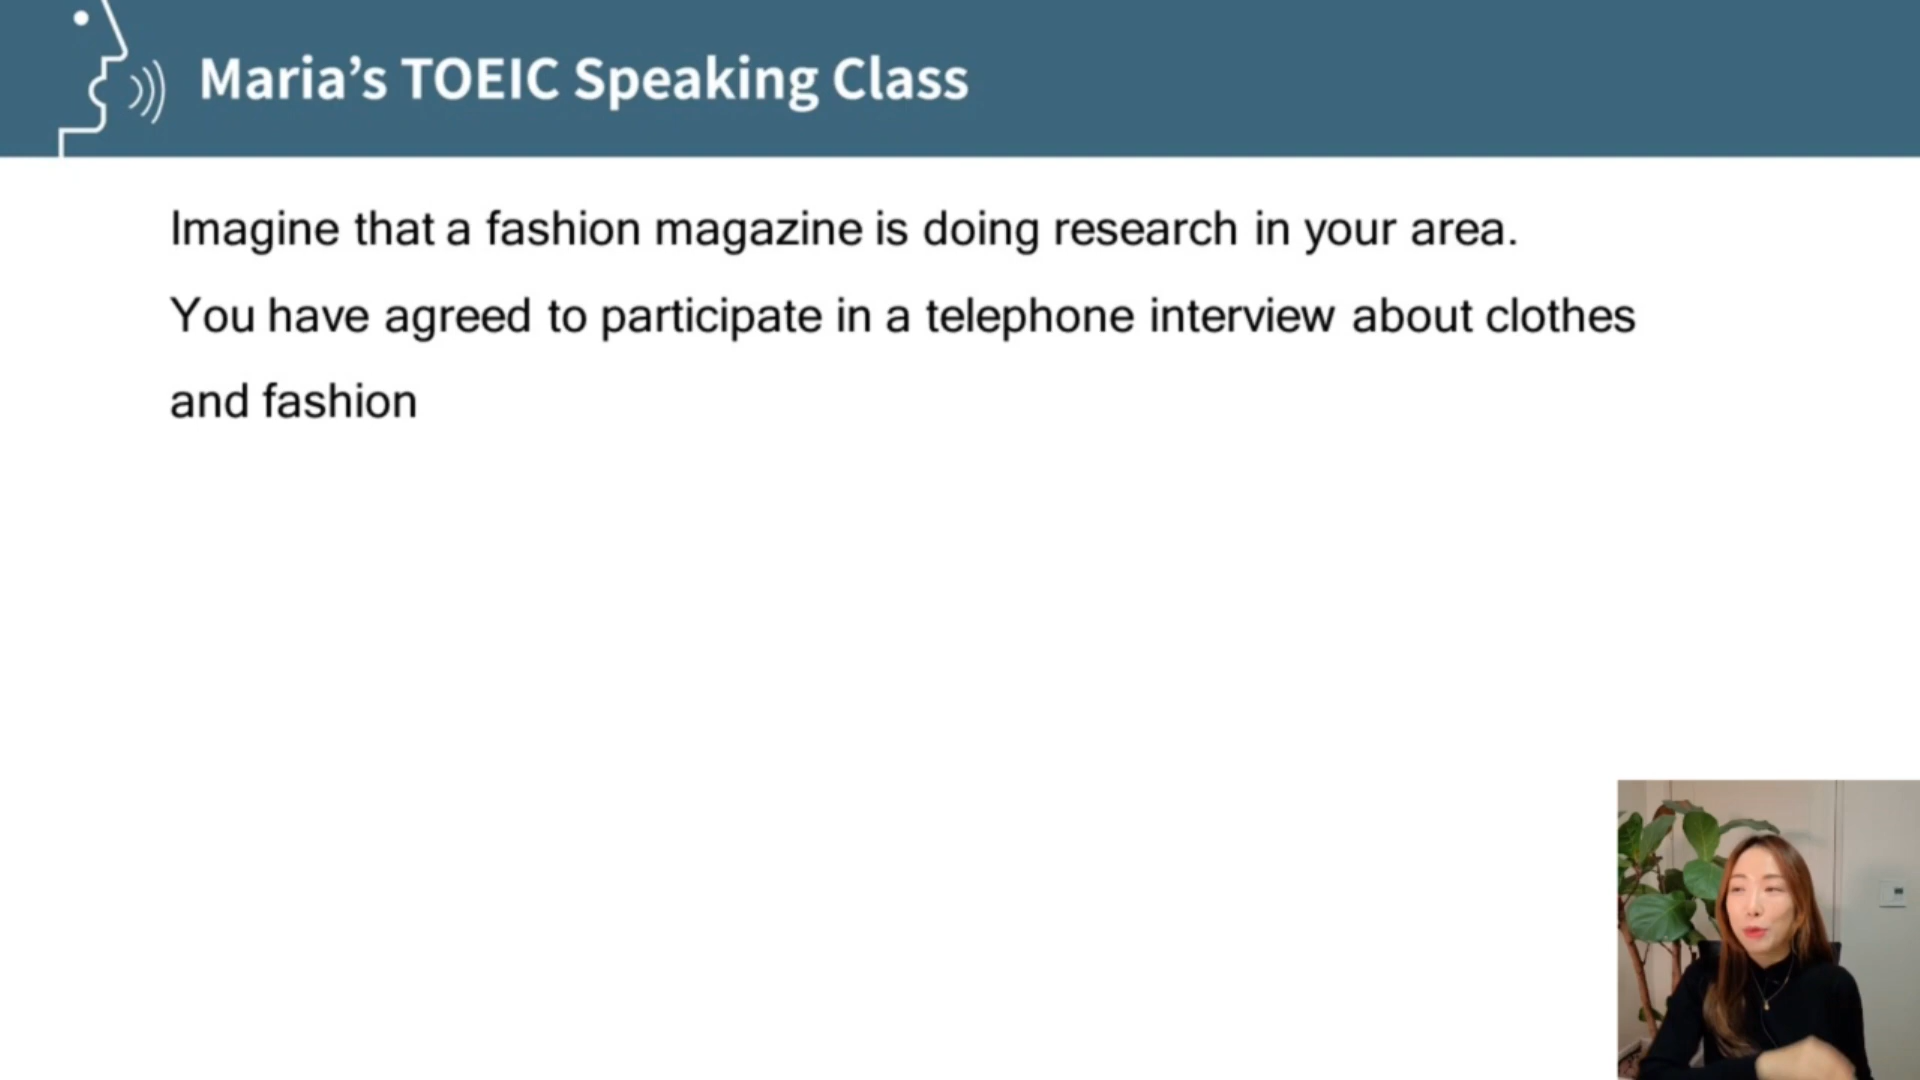 Maria’s TOEIC Speaking Class
Imagine that a fashion magazine is doing research in your area.
You have agreed to participate in a telephone interview about clothes
and fashion